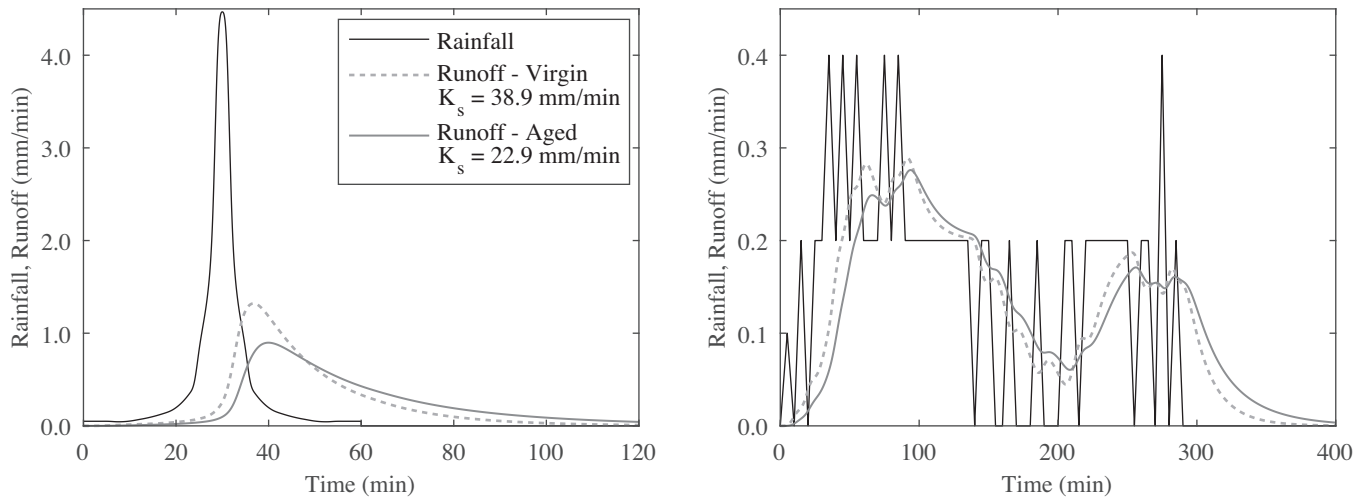 Rainfall, Runoff (mm/min)
4.0
3.0
2.0
1.0
0.0
Rainfall
Runoff - Virgin
Ks = 38.9 mm/min
Runoff - Aged
Ks = 22.9 mm/min
0 20 40 60 80 100 120
Time (min)
Rainfall, Runoff (mm/min)
0.4
0.3
0.2
0.1
0.0
0 100 200 300 400
Time (min)